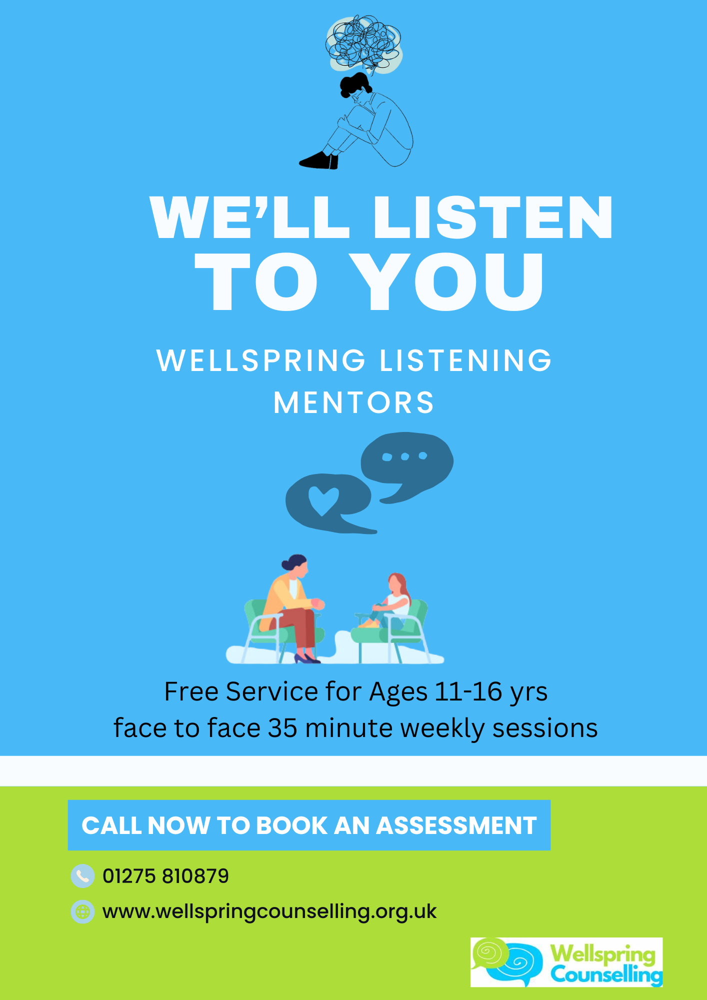 WE'LL LISTEN
TO YOU
WELLSPRING LISTENING
MENTORS
Free Service for Ages 11-16 yrs
face to face 35 minute weekly sessions
CALL NOW TO BOOK AN ASSESSMENT
01275 810879
www.wellspringcounselling.org.uk
Wellspring
Counselling